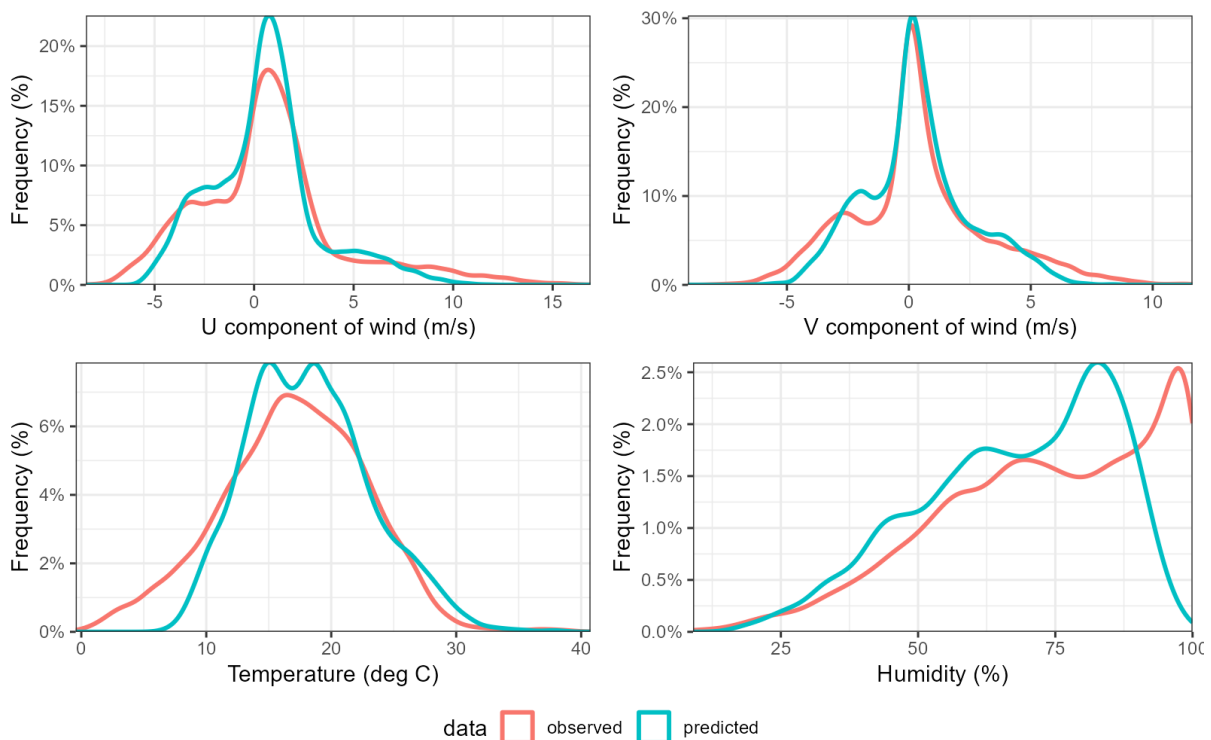 Frequency (%)
20%
15%
10%
5%
0%
-5 0 5 10 15
U component of wind (m/s)
Frequency (%)
30%
20%
10%
0%
-5 0 5 10
V component of wind (m/s)
Frequency (%)
6%
4%
2%
0%
0 10 20 30 40
Temperature (deg C)
Frequency (%)
2.5%
2.0%
1.5%
1.0%
0.5%
0.0%
25 50 75 100
Humidity (%)
data observed predicted